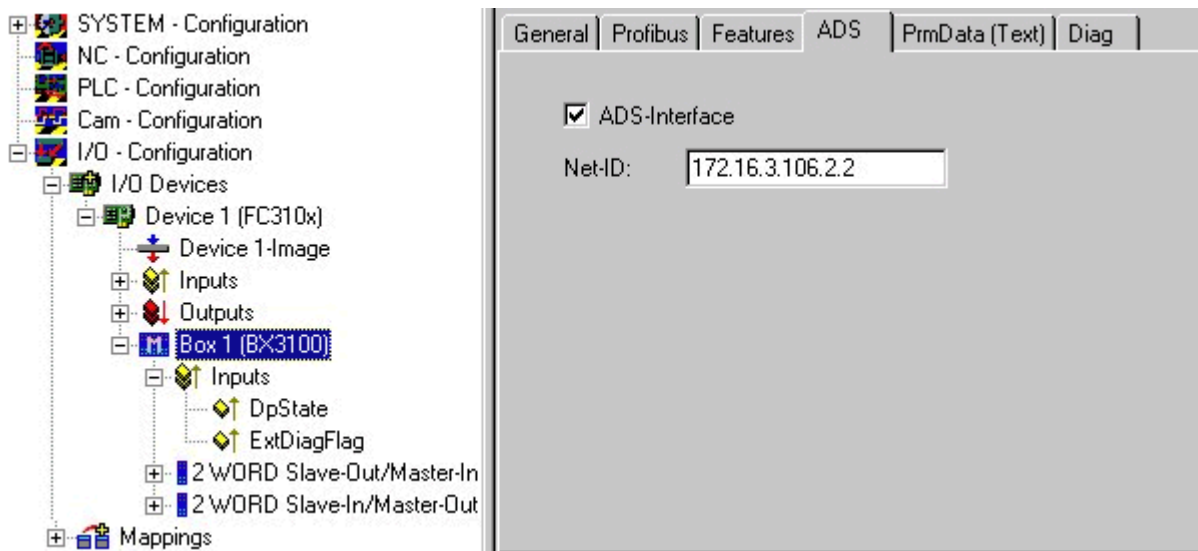 SYSTEM - Configuration
NC - Configuration
PLC - Configuration
Cam - Configuration
I/O - Configuration
I/O Devices
Device 1 (FC310x)
Device 1-Image
Inputs
Outputs
Box 1 (BX3100)
Inputs
DpState
ExtDiagFlag
2 WORD Slave-Out/Master-In
2 WORD Slave-In/Master-Out
Mappings
General Profibus Features ADS PrmData (Text) Diag
ADS-Interface
Net-ID: 172.16.3.106.2.2